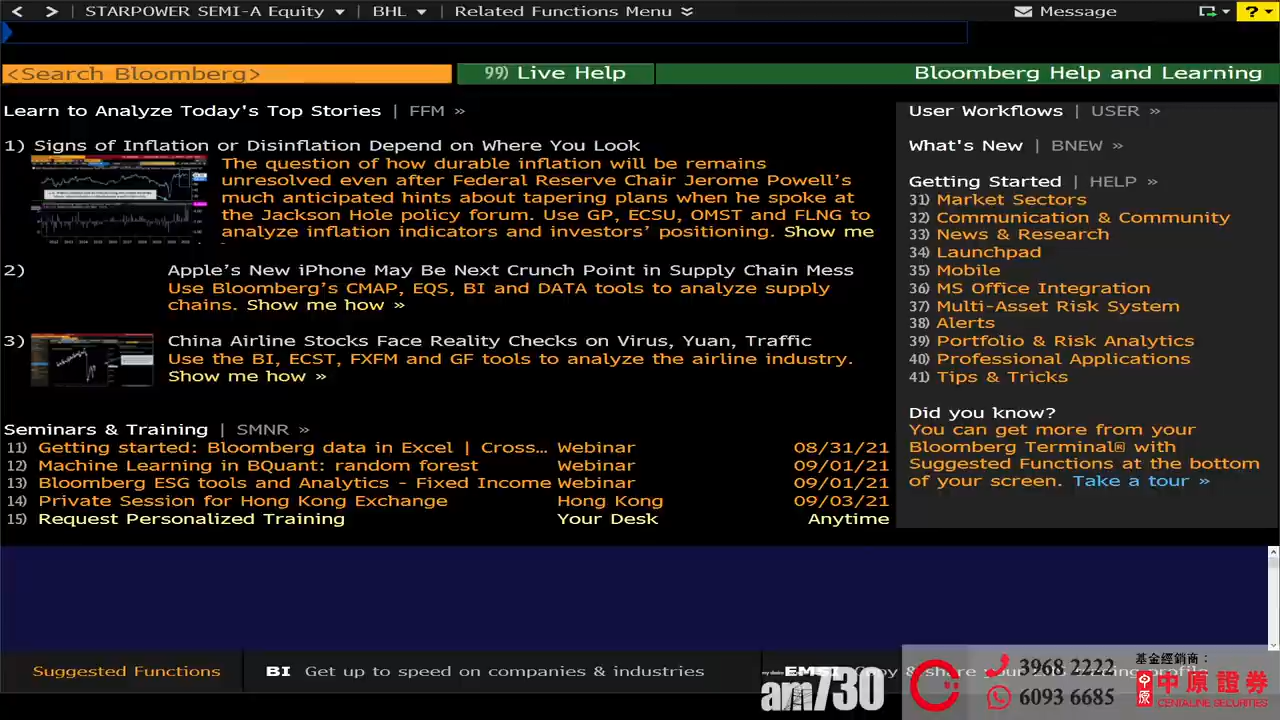 < > STARPOWER SEMI-A Equity BHL Related Functions Menu Message ?
<Search Bloomberg> 99) Live Help Bloomberg Help and Learning
Learn to Analyze Today's Top Stories | FFM »
1) Signs of Inflation or Disinflation Depend on Where You Look
The question of how durable inflation will be remains
unresolved even after Federal Reserve Chair Jerome Powell’s
much anticipated hints about tapering plans when he spoke at
the Jackson Hole policy forum. Use GP, ECSU, OMST and FLNG to
analyze inflation indicators and investors’ positioning. Show me
2) Apple’s New iPhone May Be Next Crunch Point in Supply Chain Mess
Use Bloomberg’s CMAP, EQS, BI and DATA tools to analyze supply
chains. Show me how »
3) China Airline Stocks Face Reality Checks on Virus, Yuan, Traffic
Use the BI, ECST, FXFM and GF tools to analyze the airline industry.
Show me how »
Seminars & Training | SMNR »
11) Getting started: Bloomberg data in Excel | Cross… Webinar 08/31/21
12) Machine Learning in BQuant: random forest Webinar 09/01/21
13) Bloomberg ESG tools and Analytics - Fixed Income Webinar 09/01/21
14) Private Session for Hong Kong Exchange Hong Kong 09/03/21
15) Request Personalized Training Your Desk Anytime
User Workflows | USER »
What's New | BNEW »
Getting Started | HELP »
31) Market Sectors
32) Communication & Community
33) News & Research
34) Launchpad
35) Mobile
36) MS Office Integration
37) Multi-Asset Risk System
38) Alerts
39) Portfolio & Risk Analytics
40) Professional Applications
41) Tips & Tricks
Did you know?
You can get more from your
Bloomberg Terminal® with
Suggested Functions at the bottom
of your screen. Take a tour »
Suggested Functions BI Get up to speed on companies & industries EMSI
am730
3968 2222
6093 6685
基金經銷商：
中原證券
CENTALINE SECURITIES